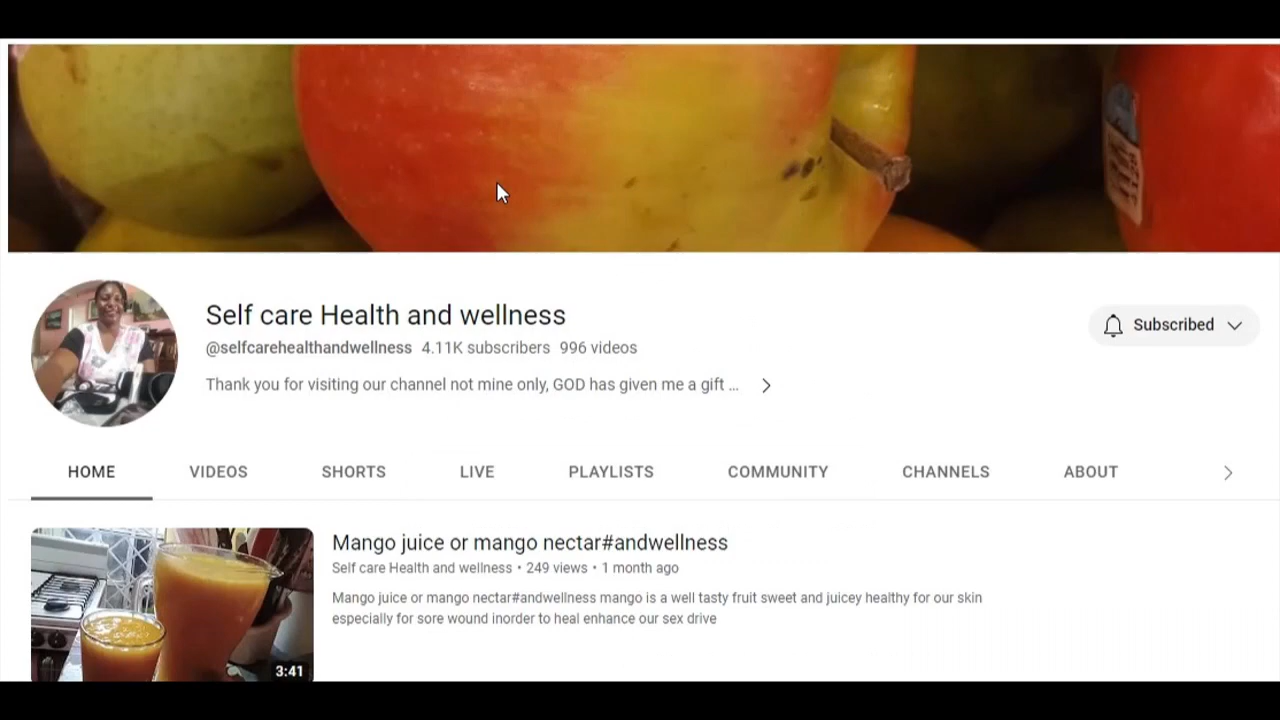 Self care Health and wellness
@selfcarehealthandwellness 4.11K subscribers 996 videos
Subscribed
Thank you for visiting our channel not mine only, GOD has given me a gift ...
HOME VIDEOS SHORTS LIVE PLAYLISTS COMMUNITY CHANNELS ABOUT
Mango juice or mango nectar#andwellness
Self care Health and wellness • 249 views • 1 month ago
Mango juice or mango nectar#andwellness mango is a well tasty fruit sweet and juicey healthy for our skin
especially for sore wound inorder to heal enhance our sex drive
3:41